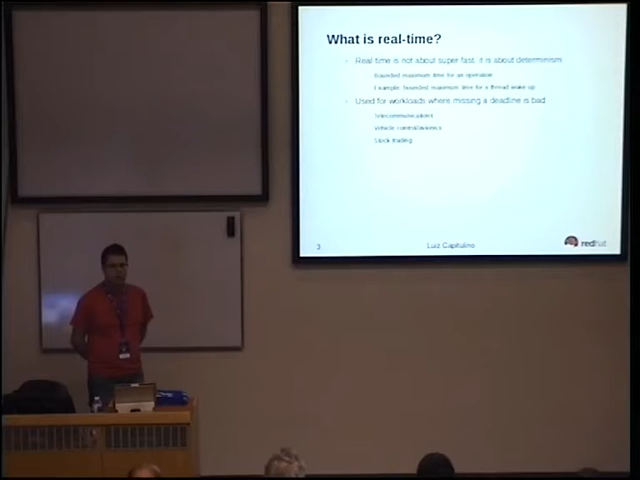 What is real-time?
Real-time is not about super fast, it is about determinism
Bounded maximum time for an operation
Example: bounded maximum time for a thread wake up
Used for workloads where missing a deadline is bad
Telecommunications
Vehicle control/avionics
Stock trading
3
Luiz Capitulino
redhat